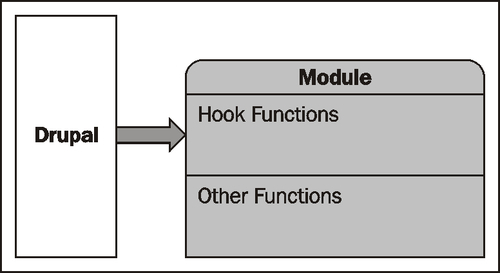 Drupal
Module
Hook Functions
Other Functions